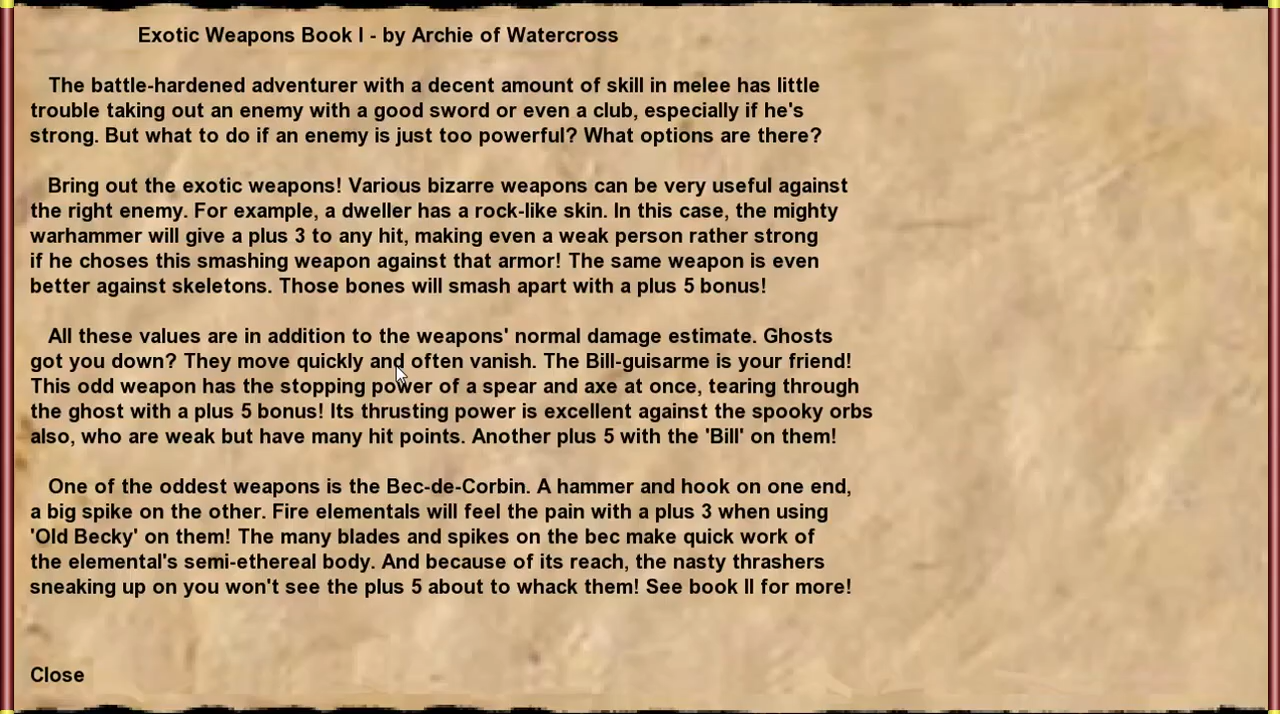 Exotic Weapons Book I - by Archie of Watercross
The battle-hardened adventurer with a decent amount of skill in melee has little
trouble taking out an enemy with a good sword or even a club, especially if he's
strong. But what to do if an enemy is just too powerful? What options are there?
Bring out the exotic weapons! Various bizarre weapons can be very useful against
the right enemy. For example, a dweller has a rock-like skin. In this case, the mighty
warhammer will give a plus 3 to any hit, making even a weak person rather strong
if he choses this smashing weapon against that armor! The same weapon is even
better against skeletons. Those bones will smash apart with a plus 5 bonus!
All these values are in addition to the weapons' normal damage estimate. Ghosts
got you down? They move quickly and often vanish. The Bill-guisarme is your friend!
This odd weapon has the stopping power of a spear and axe at once, tearing through
the ghost with a plus 5 bonus! Its thrusting power is excellent against the spooky orbs
also, who are weak but have many hit points. Another plus 5 with the 'Bill' on them!
One of the oddest weapons is the Bec-de-Corbin. A hammer and hook on one end,
a big spike on the other. Fire elementals will feel the pain with a plus 3 when using
'Old Becky' on them! The many blades and spikes on the bec make quick work of
the elemental's semi-ethereal body. And because of its reach, the nasty thrashers
sneaking up on you won't see the plus 5 about to whack them! See book II for more!
Close